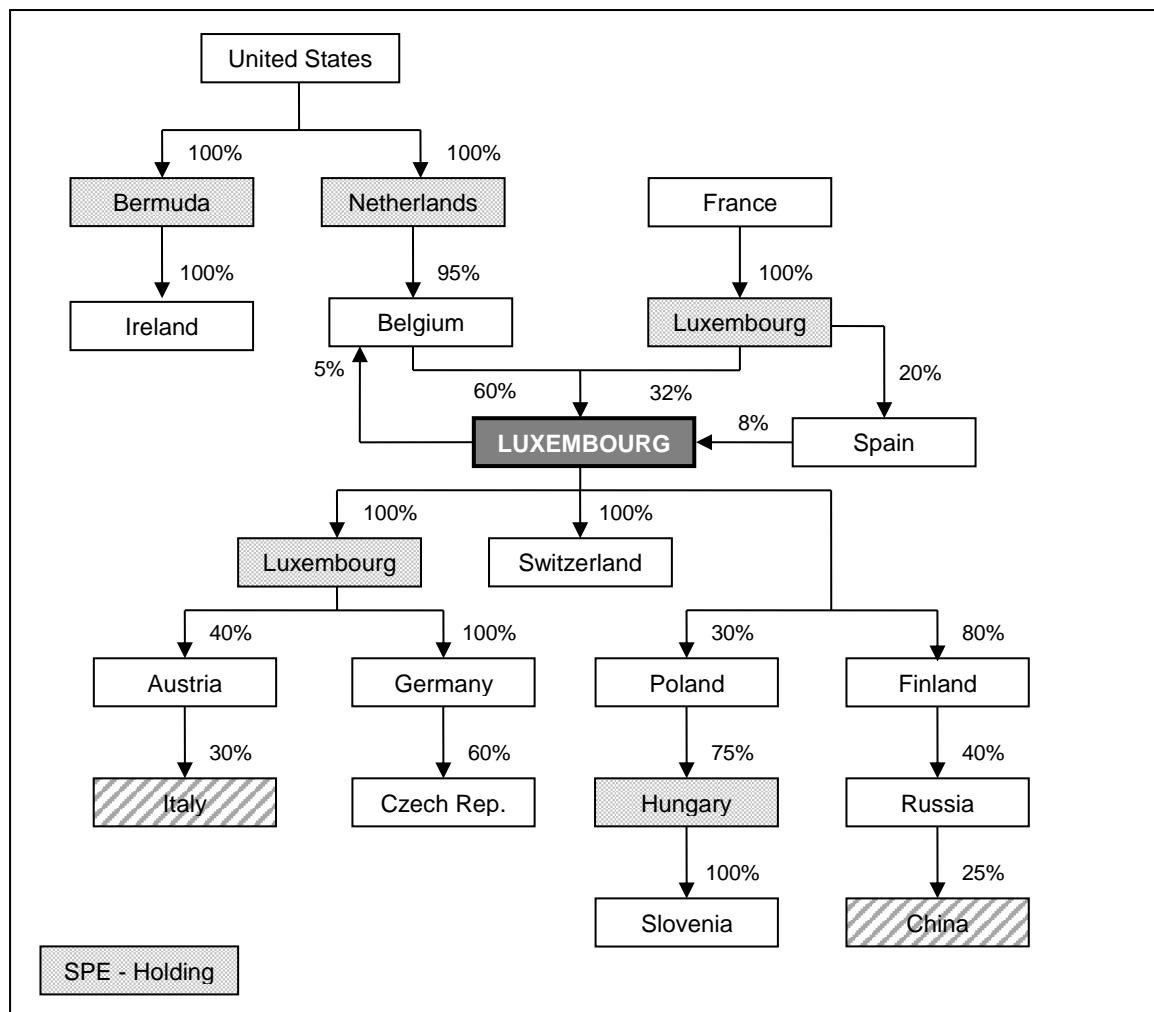 United States
100%
100%
Bermuda
Netherlands
France
100%
95%
100%
Ireland
Belgium
Luxembourg
5%
60%
32%
20%
8%
LUXEMBOURG
Spain
100%
100%
Luxembourg
Switzerland
40%
100%
30%
80%
Austria
Germany
Poland
Finland
30%
60%
75%
40%
Italy
Czech Rep.
Hungary
Russia
100%
25%
Slovenia
China
SPE - Holding